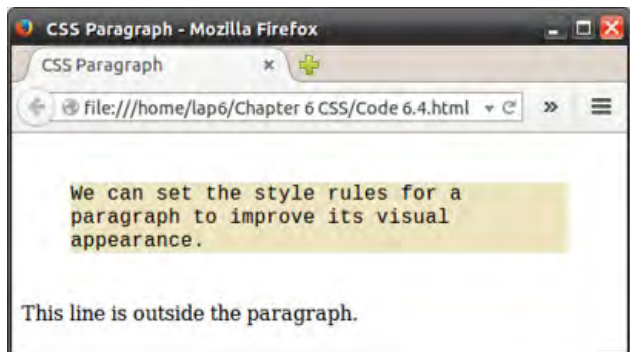 CSS Paragraph - Mozilla Firefox
CSS Paragraph
file:///home/lap6/Chapter 6 CSS/Code 6.4.html
We can set the style rules for a
paragraph to improve its visual
appearance.
This line is outside the paragraph.